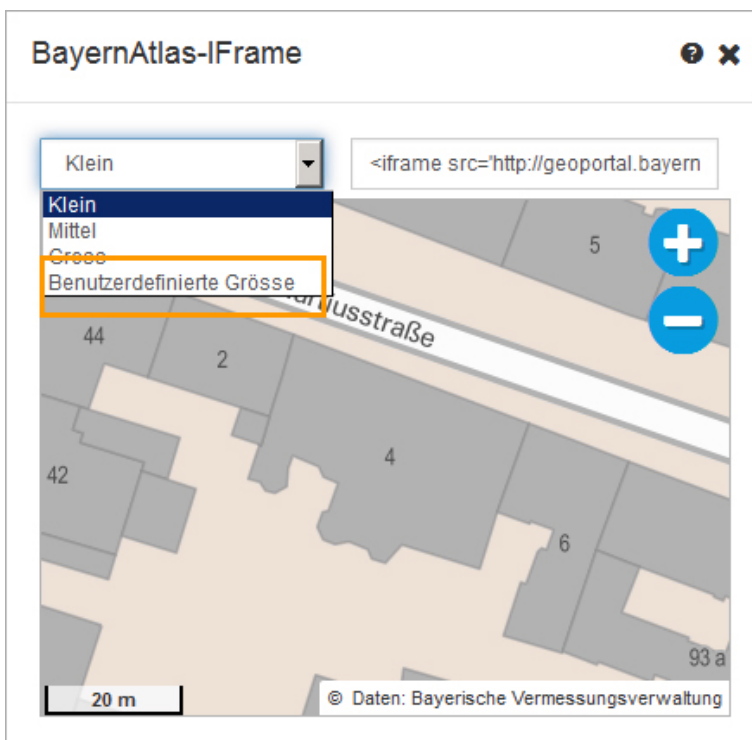 BayernAtlas-IFrame
? ×
Klein
<iframe src='http://geoportal.bayern
Klein
Mittel
Gross
Benutzerdefinierte Grösse
5
44
2
4
42
6
93 a
20 m
© Daten: Bayerische Vermessungsverwaltung